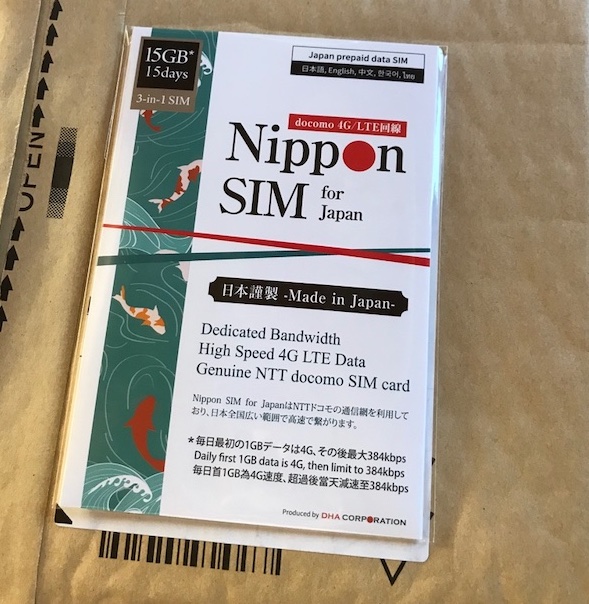 15GB*
15days
3-in-1 SIM
Japan prepaid data SIM
日本語, English, 中文, 한국어, ไทย
docomo 4G/LTE回線
Nippon
SIM for Japan
日本謹製 -Made in Japan-
Dedicated Bandwidth
High Speed 4G LTE Data
Genuine NTT docomo SIM card
Nippon SIM for JapanはNTTドコモの通信網を利用して
おり、日本全国広い範囲で高速で繋がります。
*毎日最初の1GBデータは4G、その後最大384kbps
Daily first 1GB data is 4G, then limit to 384kbps
每日首1GB為4G速度、超過後當天減速至384kbps
Produced by DHA CORPORATION
OPEN